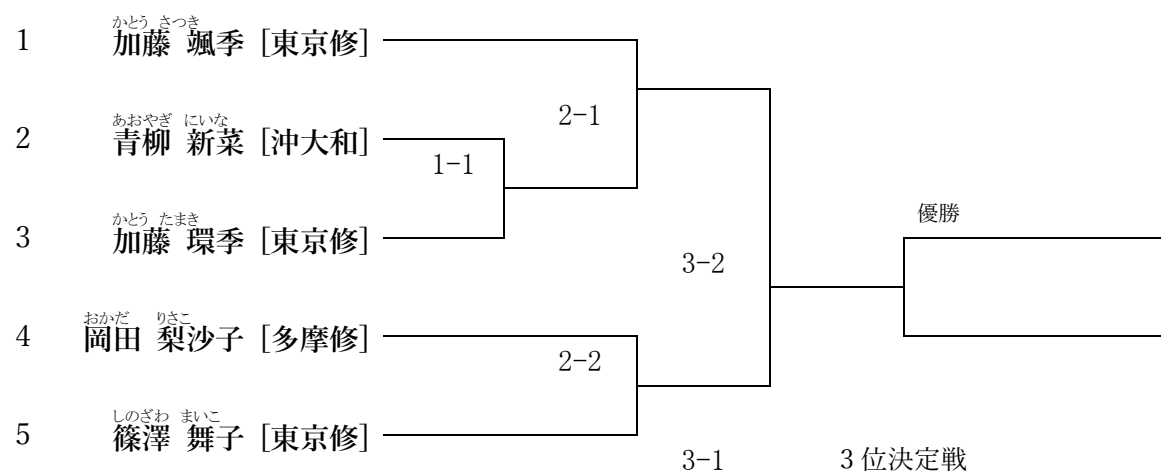 かとう さつき
1 加藤 颯季 [東京修]
2-1
あおやぎ にいな
2 青柳 新菜 [沖大和]
1-1
かとう たまき
3 加藤 環季 [東京修]
優勝
3-2
おかだ りさこ
4 岡田 梨沙子 [多摩修]
2-2
しのざわ まいこ
5 篠澤 舞子 [東京修]
3-1 3位決定戦